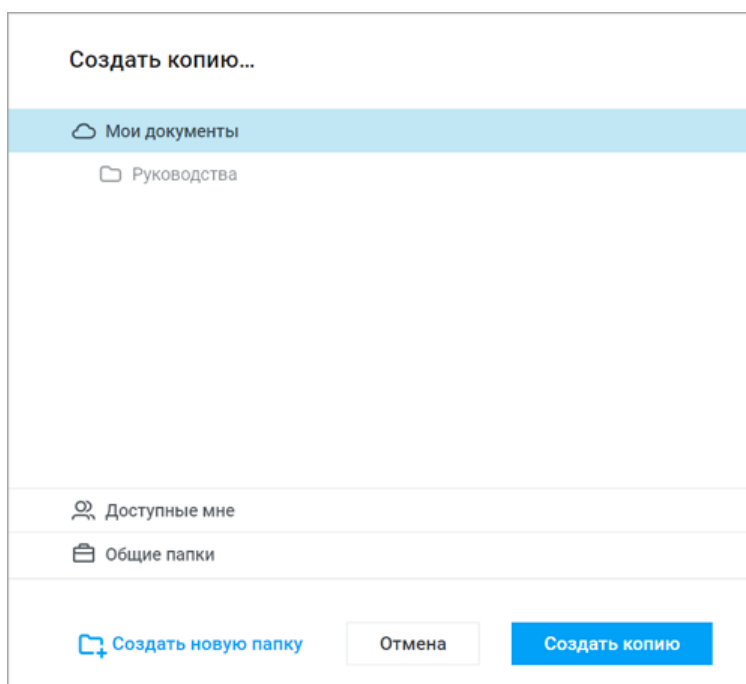 Создать копию…
Мои документы
Руководства
Доступные мне
Общие папки
Создать новую папку Отмена Создать копию